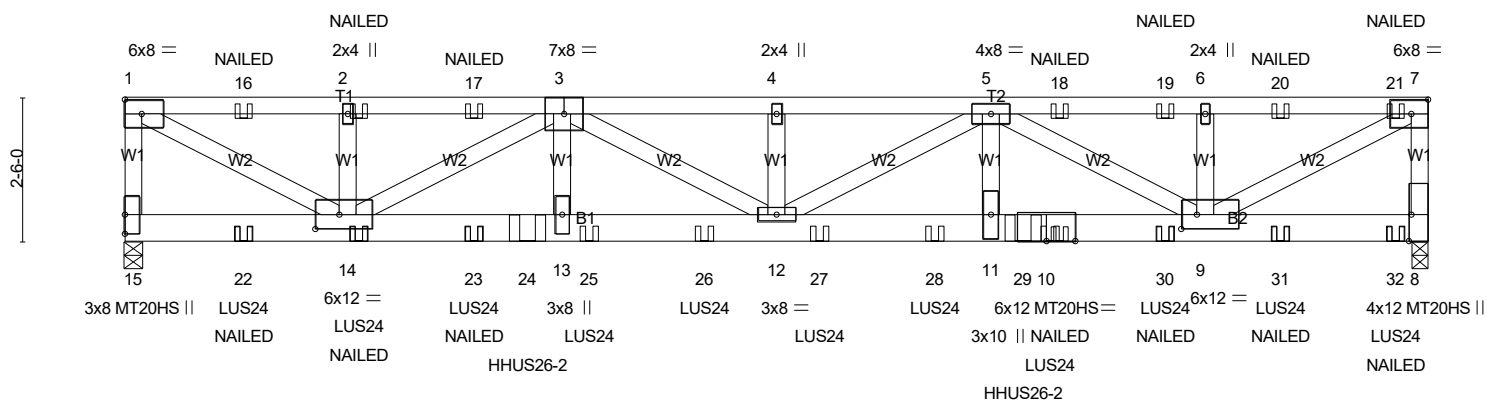 NAILED
NAILED
NAILED
6x8 =
NAILED
2x4 ||
NAILED
7x8 =
2x4 ||
4x8 =
NAILED
2x4 ||
NAILED
6x8 =
1
16
2
17
3
4
5
18
19
6
20
21
7
T1
T2
2-6-0
W1
W2
W1
W2
W1
W2
W1
W2
W1
W2
W1
W2
W1
B1
B2
15
22
14
23
24
13
25
26
12
27
28
11
29
10
30
9
31
32
8
3x8 MT20HS ||
LUS24
6x12 =
LUS24
3x8 ||
LUS24
3x8 =
LUS24
6x12 MT20HS =
LUS24
6x12 =
LUS24
4x12 MT20HS ||
NAILED
LUS24
NAILED
LUS24
LUS24
3x10 ||
NAILED
NAILED
NAILED
LUS24
NAILED
HHUS26-2
LUS24
NAILED
HHUS26-2